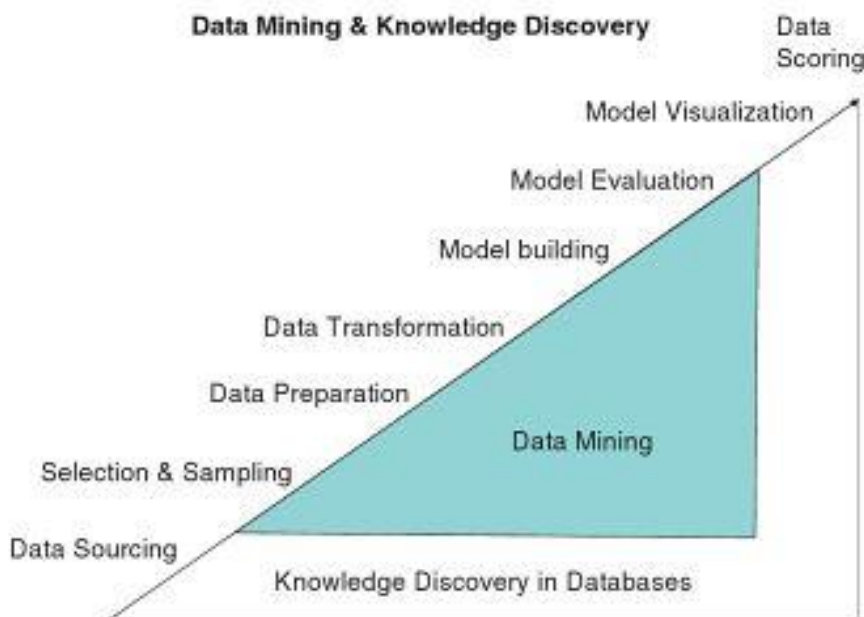 Data Mining & Knowledge Discovery
Data
Scoring
Model Visualization
Model Evaluation
Model building
Data Transformation
Data Preparation
Data Mining
Selection & Sampling
Data Sourcing
Knowledge Discovery in Databases